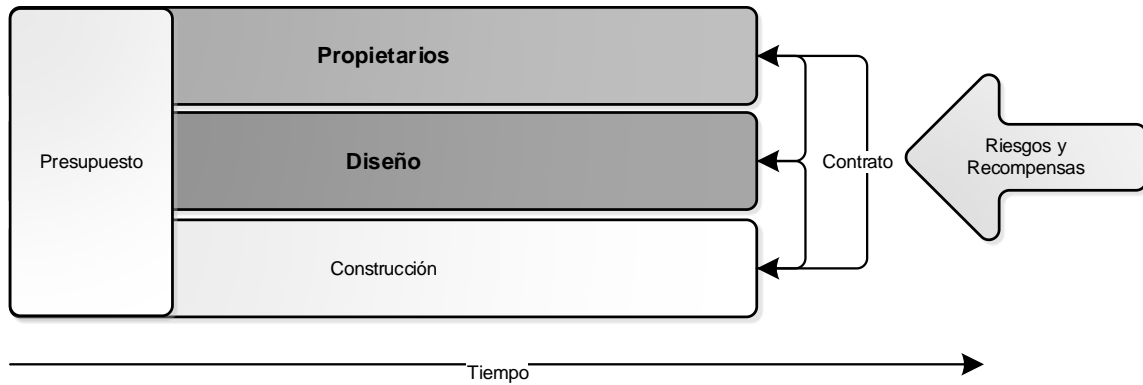 Propietarios
Presupuesto
Diseño
Contrato
Riesgos y
Recompensas
Construcción
Tiempo